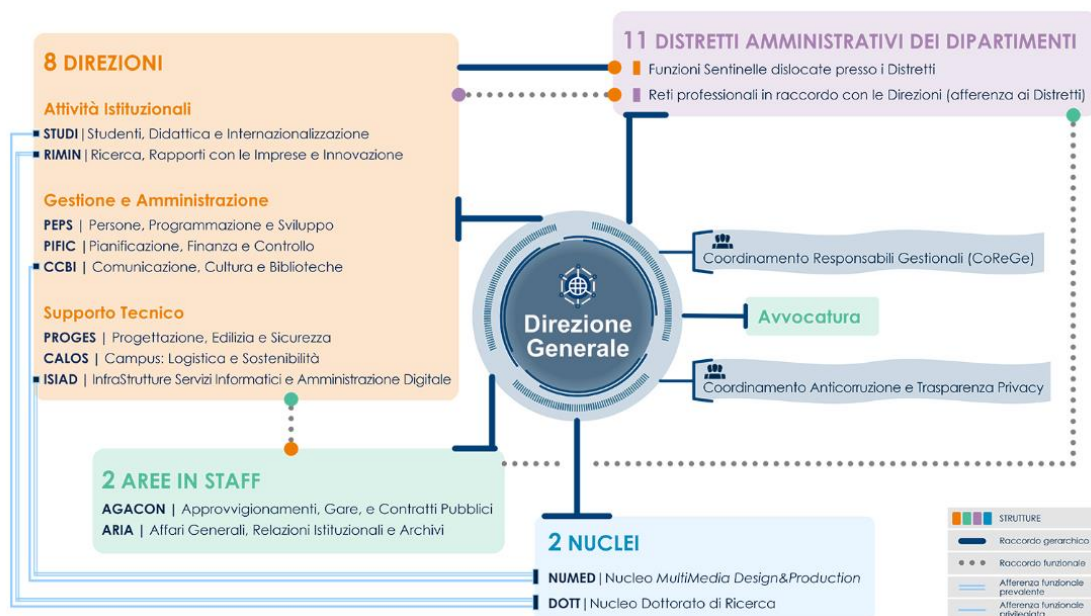 8 DIREZIONI
Attività Istituzionali
STUDI | Studenti, Didattica e Internazionalizzazione
RIMIN | Ricerca, Rapporti con le Imprese e Innovazione
Gestione e Amministrazione
PEPS | Persone, Programmazione e Sviluppo
PIFIC | Pianificazione, Finanza e Controllo
CCBI | Comunicazione, Cultura e Biblioteche
Supporto Tecnico
PROGES | Progettazione, Edilizia e Sicurezza
CALOS | Campus: Logistica e Sostenibilità
ISIAD | InfraStrutture Servizi Informatici e Amministrazione Digitale
11 DISTRETTI AMMINISTRATIVI DEI DIPARTIMENTI
Funzioni Sentinelle dislocate presso i Distretti
Reti professionali in raccordo con le Direzioni (afferenza ai Distretti)
Direzione
Generale
Coordinamento Responsabili Gestionali (CoReGe)
Avvocatura
Coordinamento Anticorruzione e Trasparenza Privacy
2 AREE IN STAFF
AGACON | Approvvigionamenti, Gare, e Contratti Pubblici
ARIA | Affari Generali, Relazioni Istituzionali e Archivi
2 NUCLEI
NUMED | Nucleo MultiMedia Design&Production
DOTT | Nucleo Dottorato di Ricerca
STRUTTURE
Raccordo gerarchico
Raccordo funzionale
Afferenza funzionale
prevalente
Afferenza funzionale
privilegiata